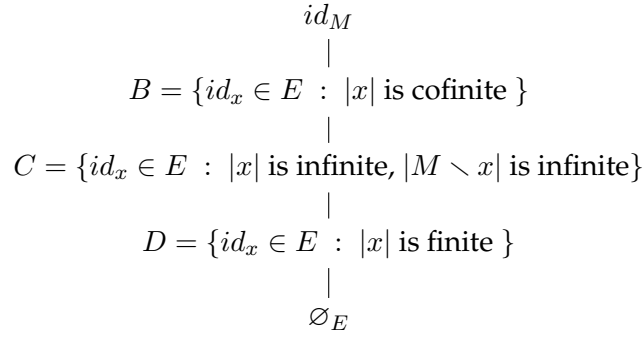 id_M
|
B = {id_x ∈ E : |x| is cofinite }
|
C = {id_x ∈ E : |x| is infinite, |M ∖ x| is infinite}
|
D = {id_x ∈ E : |x| is finite }
|
∅_E